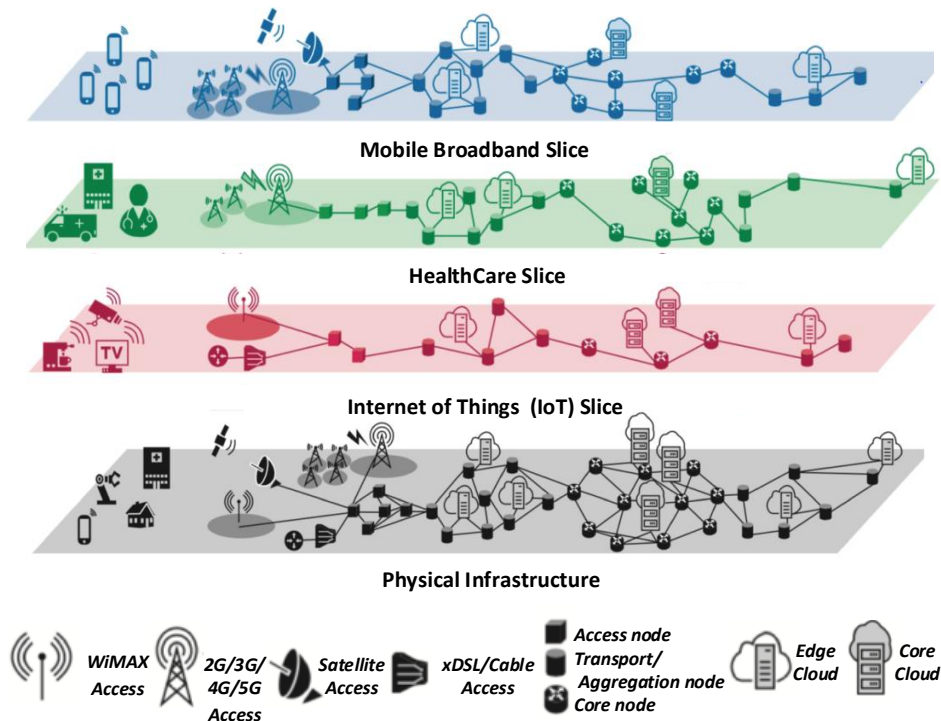 Mobile Broadband Slice
HealthCare Slice
TV
Internet of Things (IoT) Slice
Physical Infrastructure
WiMAX
Access
2G/3G/
4G/5G
Access
Satellite
Access
xDSL/Cable
Access
Access node
Transport/
Aggregation node
Core node
Edge
Cloud
Core
Cloud